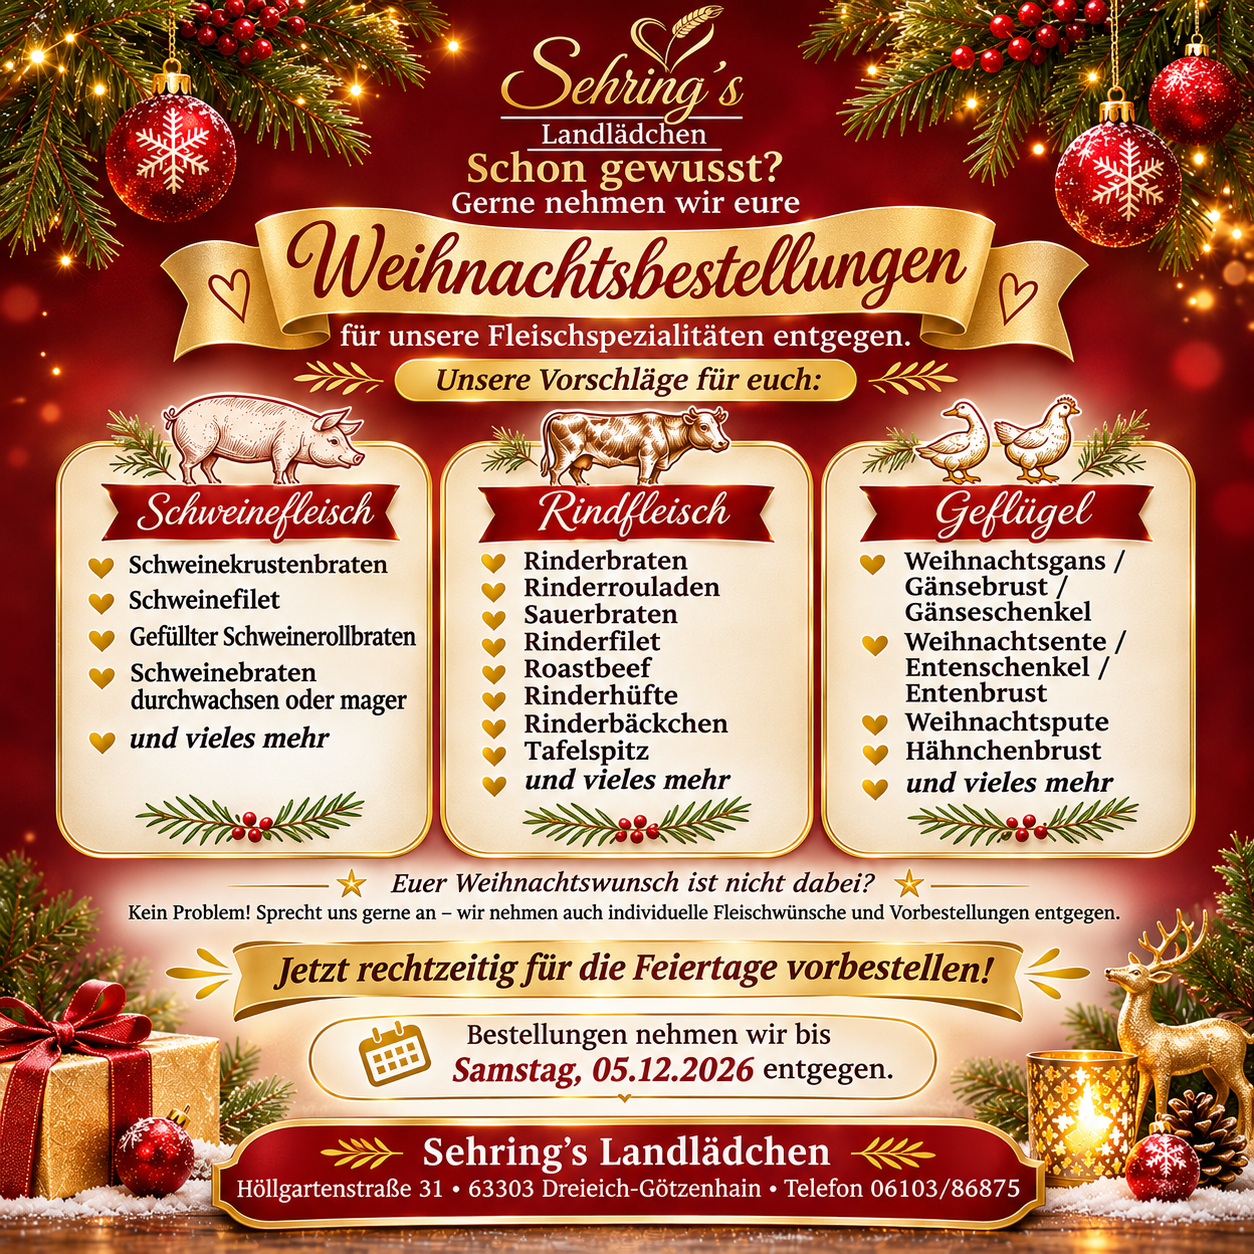 Sehring's
Landlädchen
Schon gewusst?
Gerne nehmen wir eure
Weihnachtsbestellungen
für unsere Fleischspezialitäten entgegen.
Unsere Vorschläge für euch:
Schweinefleisch
Schweinekrustenbraten
Schweinefilet
Gefüllter Schweinerollbraten
Schweinebraten
durchwachsen oder mager
und vieles mehr
Rindfleisch
Rinderbraten
Rinderrouladen
Sauerbraten
Rinderfilet
Roastbeef
Rinderhüfte
Rinderbäckchen
Tafelspitz
und vieles mehr
Geflügel
Weihnachtsgans /
Gänsebrust /
Gänseschenkel
Weihnachtsente /
Entenschenkel /
Entenbrust
Weihnachtspute
Hähnchenbrust
und vieles mehr
Euer Weihnachtswunsch ist nicht dabei?
Kein Problem! Sprecht uns gerne an – wir nehmen auch individuelle Fleischwünsche und Vorbestellungen entgegen.
Jetzt rechtzeitig für die Feiertage vorbestellen!
Bestellungen nehmen wir bis
Samstag, 05.12.2026 entgegen.
Sehring's Landlädchen
Höllgartenstraße 31 • 63303 Dreieich-Götzenhain • Telefon 06103/86875